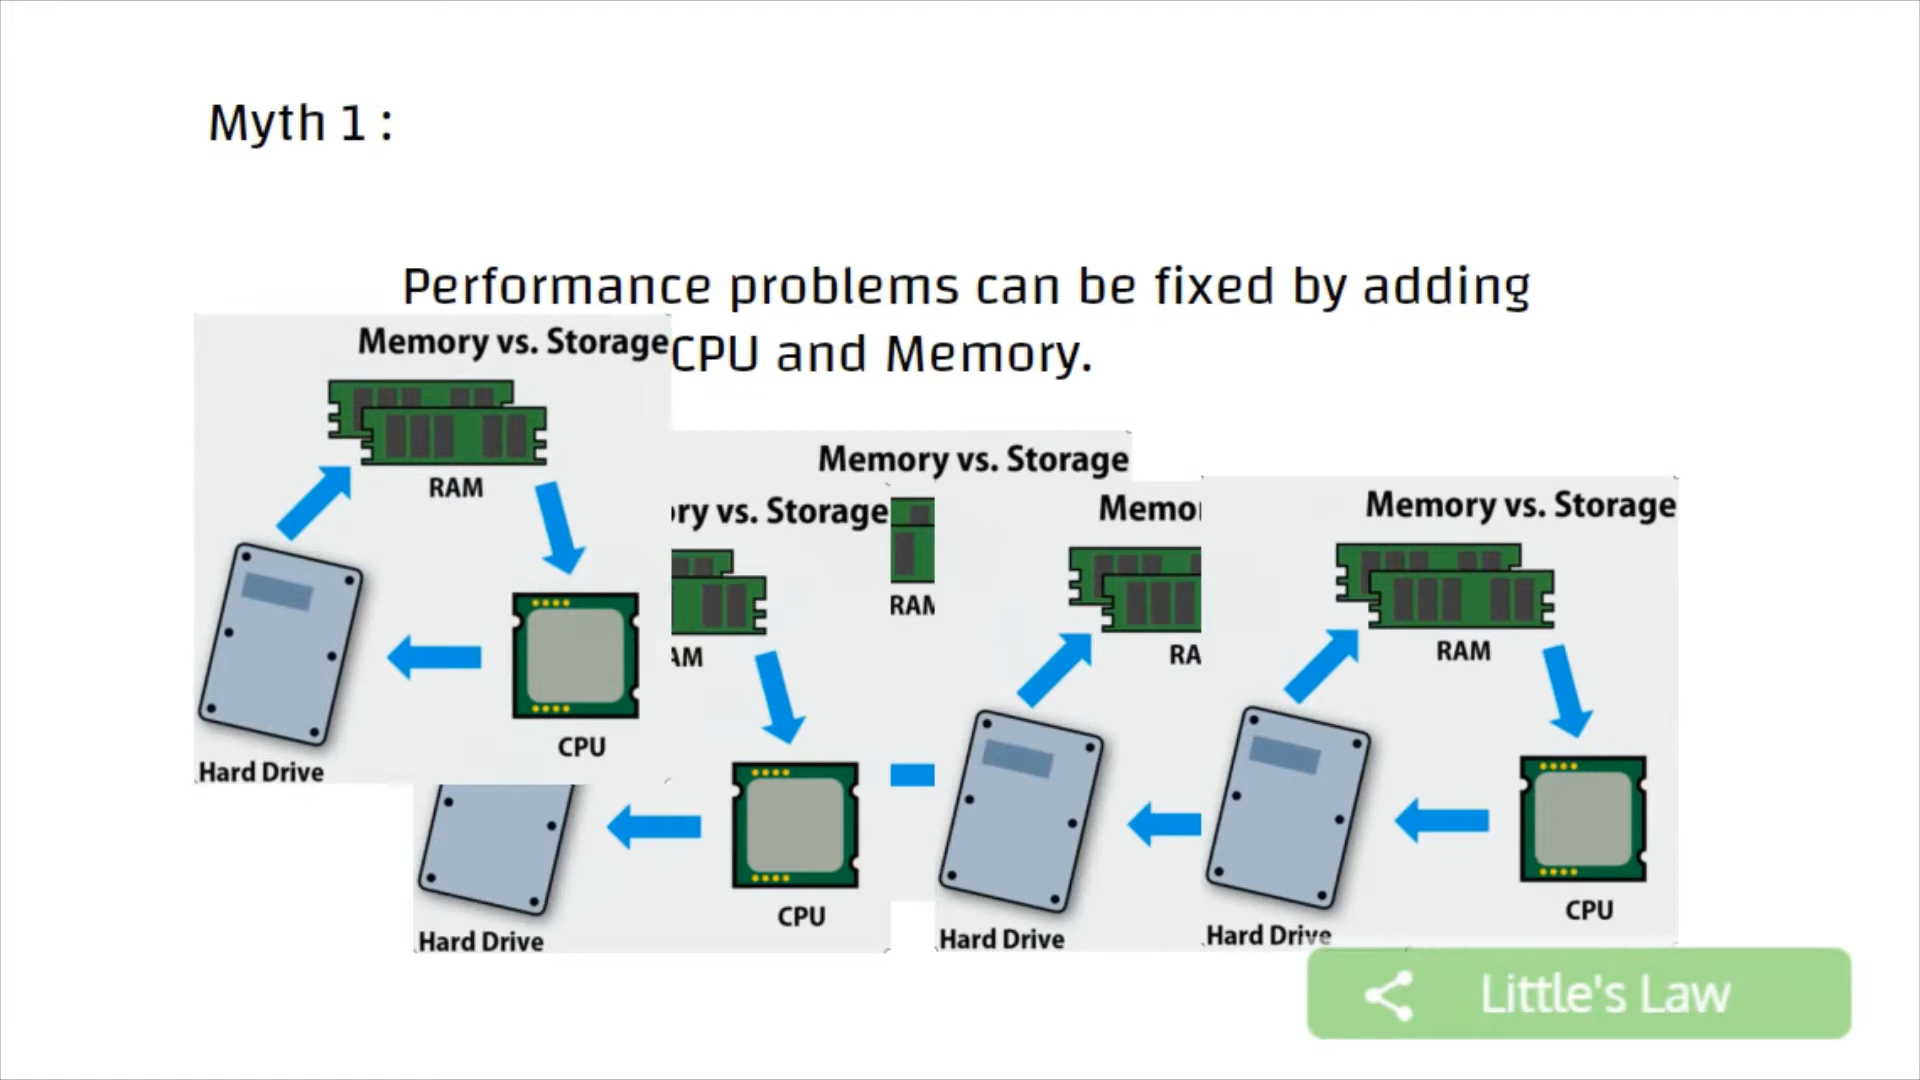 Myth 1 :
Performance problems can be fixed by adding
CPU and Memory.
Memory vs. Storage
RAM
CPU
Hard Drive
Memory vs. Storage
RAM
ry vs. Storage
AM
CPU
Hard Drive
Memo
RA
Hard Drive
Memory vs. Storage
RAM
CPU
Hard Drive
Little's Law